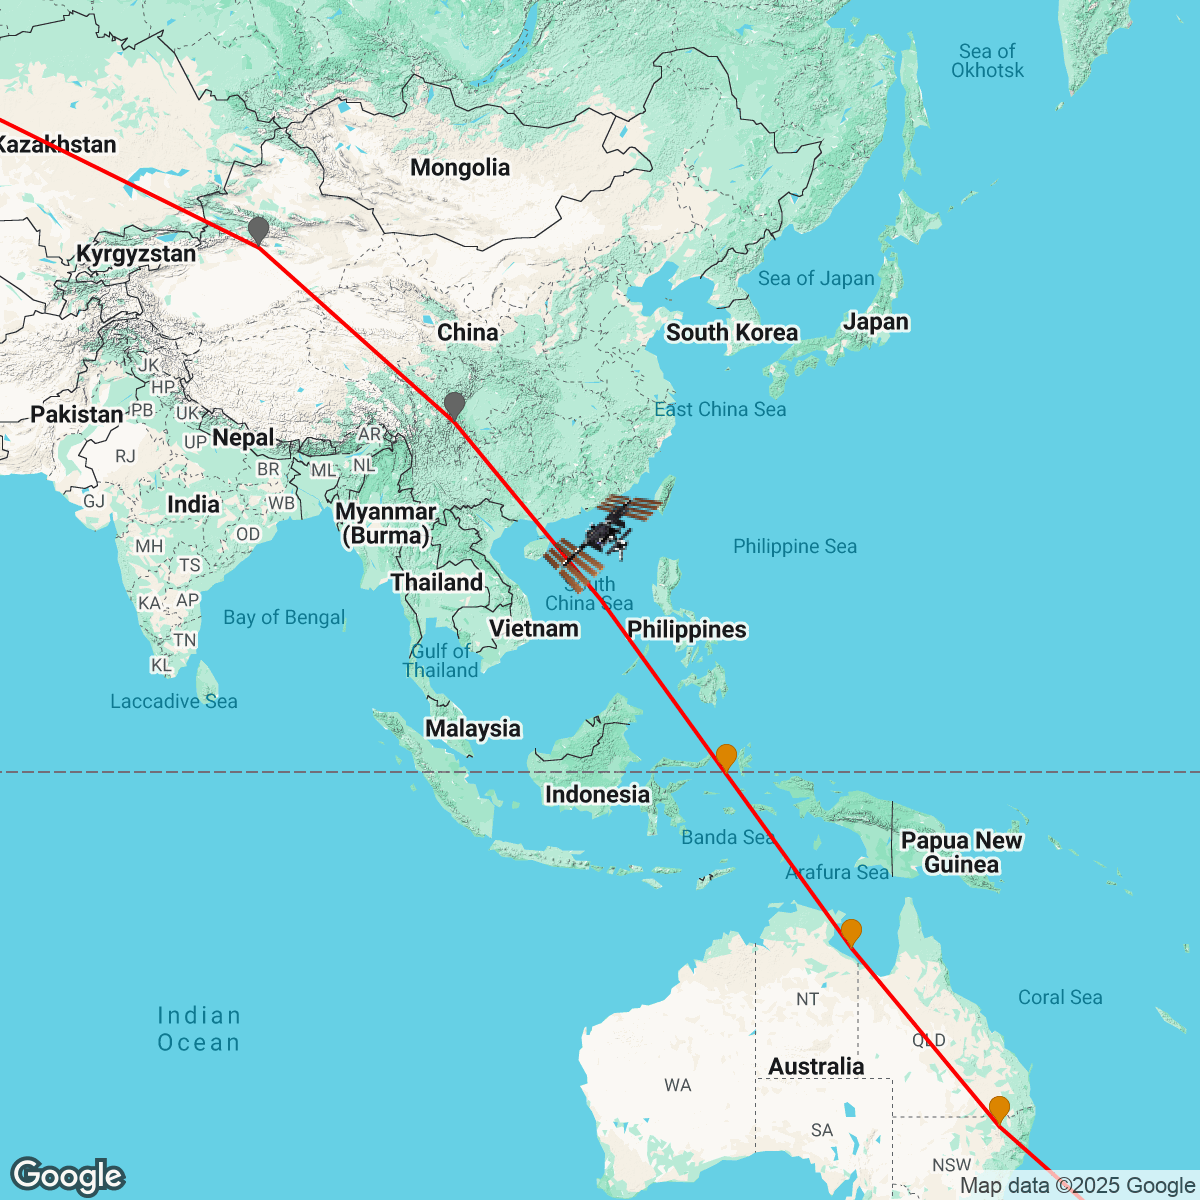 Sea of
Okhotsk
Kazakhstan
Mongolia
Kyrgyzstan
Sea of Japan
China
South Korea
Japan
JK
HP
Pakistan
PB
UK
East China Sea
UP
Nepal
AR
RJ
BR
ML
NL
GJ
India
WB
Myanmar
(Burma)
OD
MH
Philippine Sea
TS
Thailand
South
China Sea
KA
AP
Bay of Bengal
Vietnam
Philippines
TN
KL
Gulf of
Thailand
Laccadive Sea
Malaysia
Indonesia
Banda Sea
Papua New
Guinea
Arafura Sea
NT
Coral Sea
Indian
Ocean
QLD
Australia
WA
SA
NSW
Google
Map data ©2025 Google